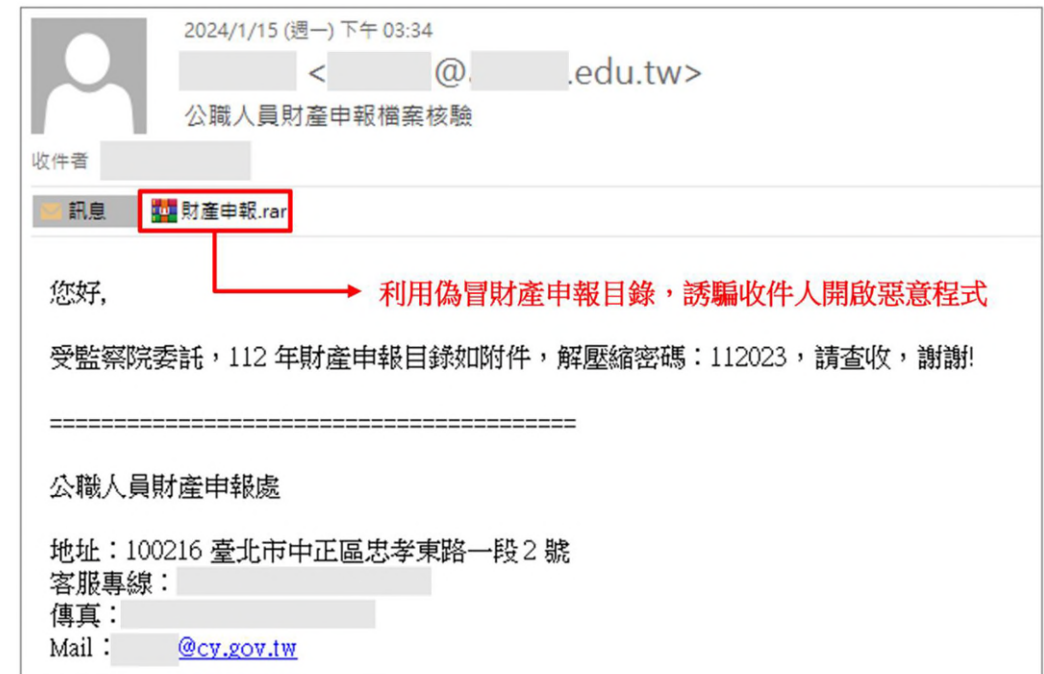 2024/1/15 (週一) 下午 03:34
< @. .edu.tw>
公職人員財產申報檔案核驗
收件者
訊息 財產申報.rar
您好,
利用偽冒財產申報目錄，誘騙收件人開啟惡意程式
受監察院委託，112 年財產申報目錄如附件，解壓縮密碼：112023，請查收，謝謝!
=========================================
公職人員財產申報處
地址：100216 臺北市中正區忠孝東路一段 2 號
客服專線：
傳真：
Mail： @cy.gov.tw